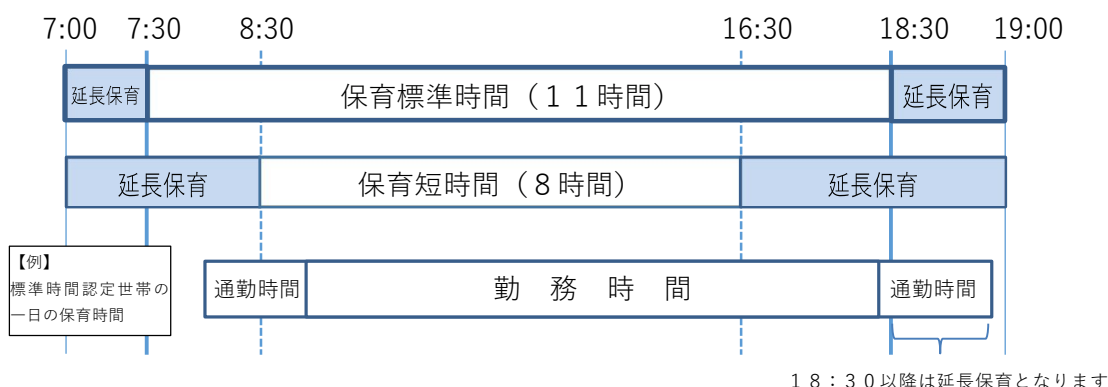 7:00 7:30 8:30 16:30 18:30 19:00
延長保育 保育標準時間（１１時間） 延長保育
延長保育 保育短時間（８時間） 延長保育
【例】
標準時間認定世帯の
一日の保育時間
通勤時間 勤務時間 通勤時間
１８：３０以降は延長保育となります